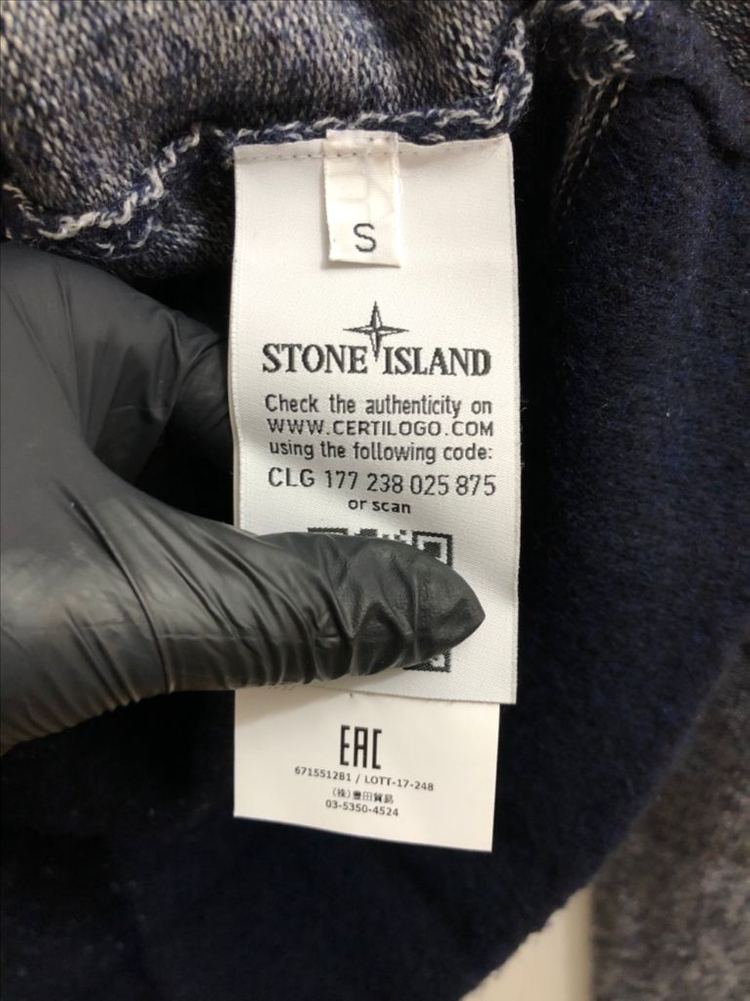 S
STONE ISLAND
Check the authenticity on
WWW.CERTILOGO.COM
using the following code:
CLG 177 238 025 875
or scan
EAC
6715512B1 / LOTT-17-248
(株)豊田貿易
03-5350-4524